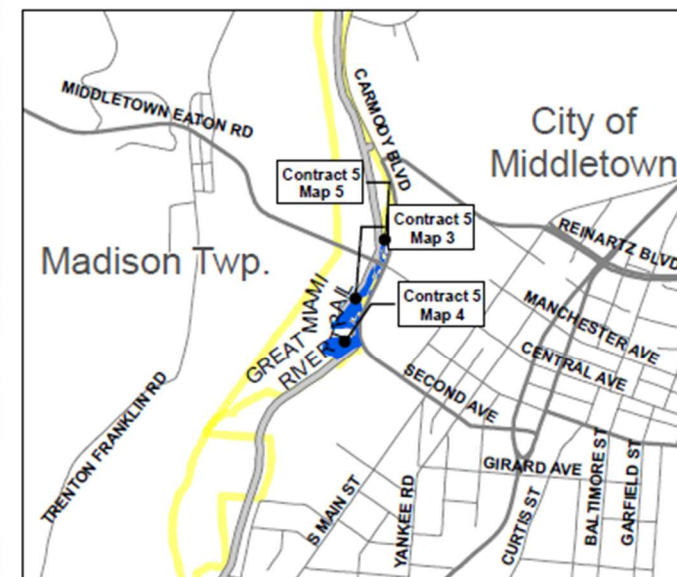 MIDDLETOWN EATON RD
CARMODY BLVD
City of
Middletown
Contract 5
Map 5
Contract 5
Map 3
REINARTZ BLVD
Madison Twp.
GREAT MIAMI
RIVER TRAIL
Contract 5
Map 4
MANCHESTER AVE
CENTRAL AVE
SECOND AVE
TRENTON FRANKLIN RD
GIRARD AVE
S MAIN ST
YANKEE RD
CURTIS ST
BALTIMORE ST
GARFIELD ST